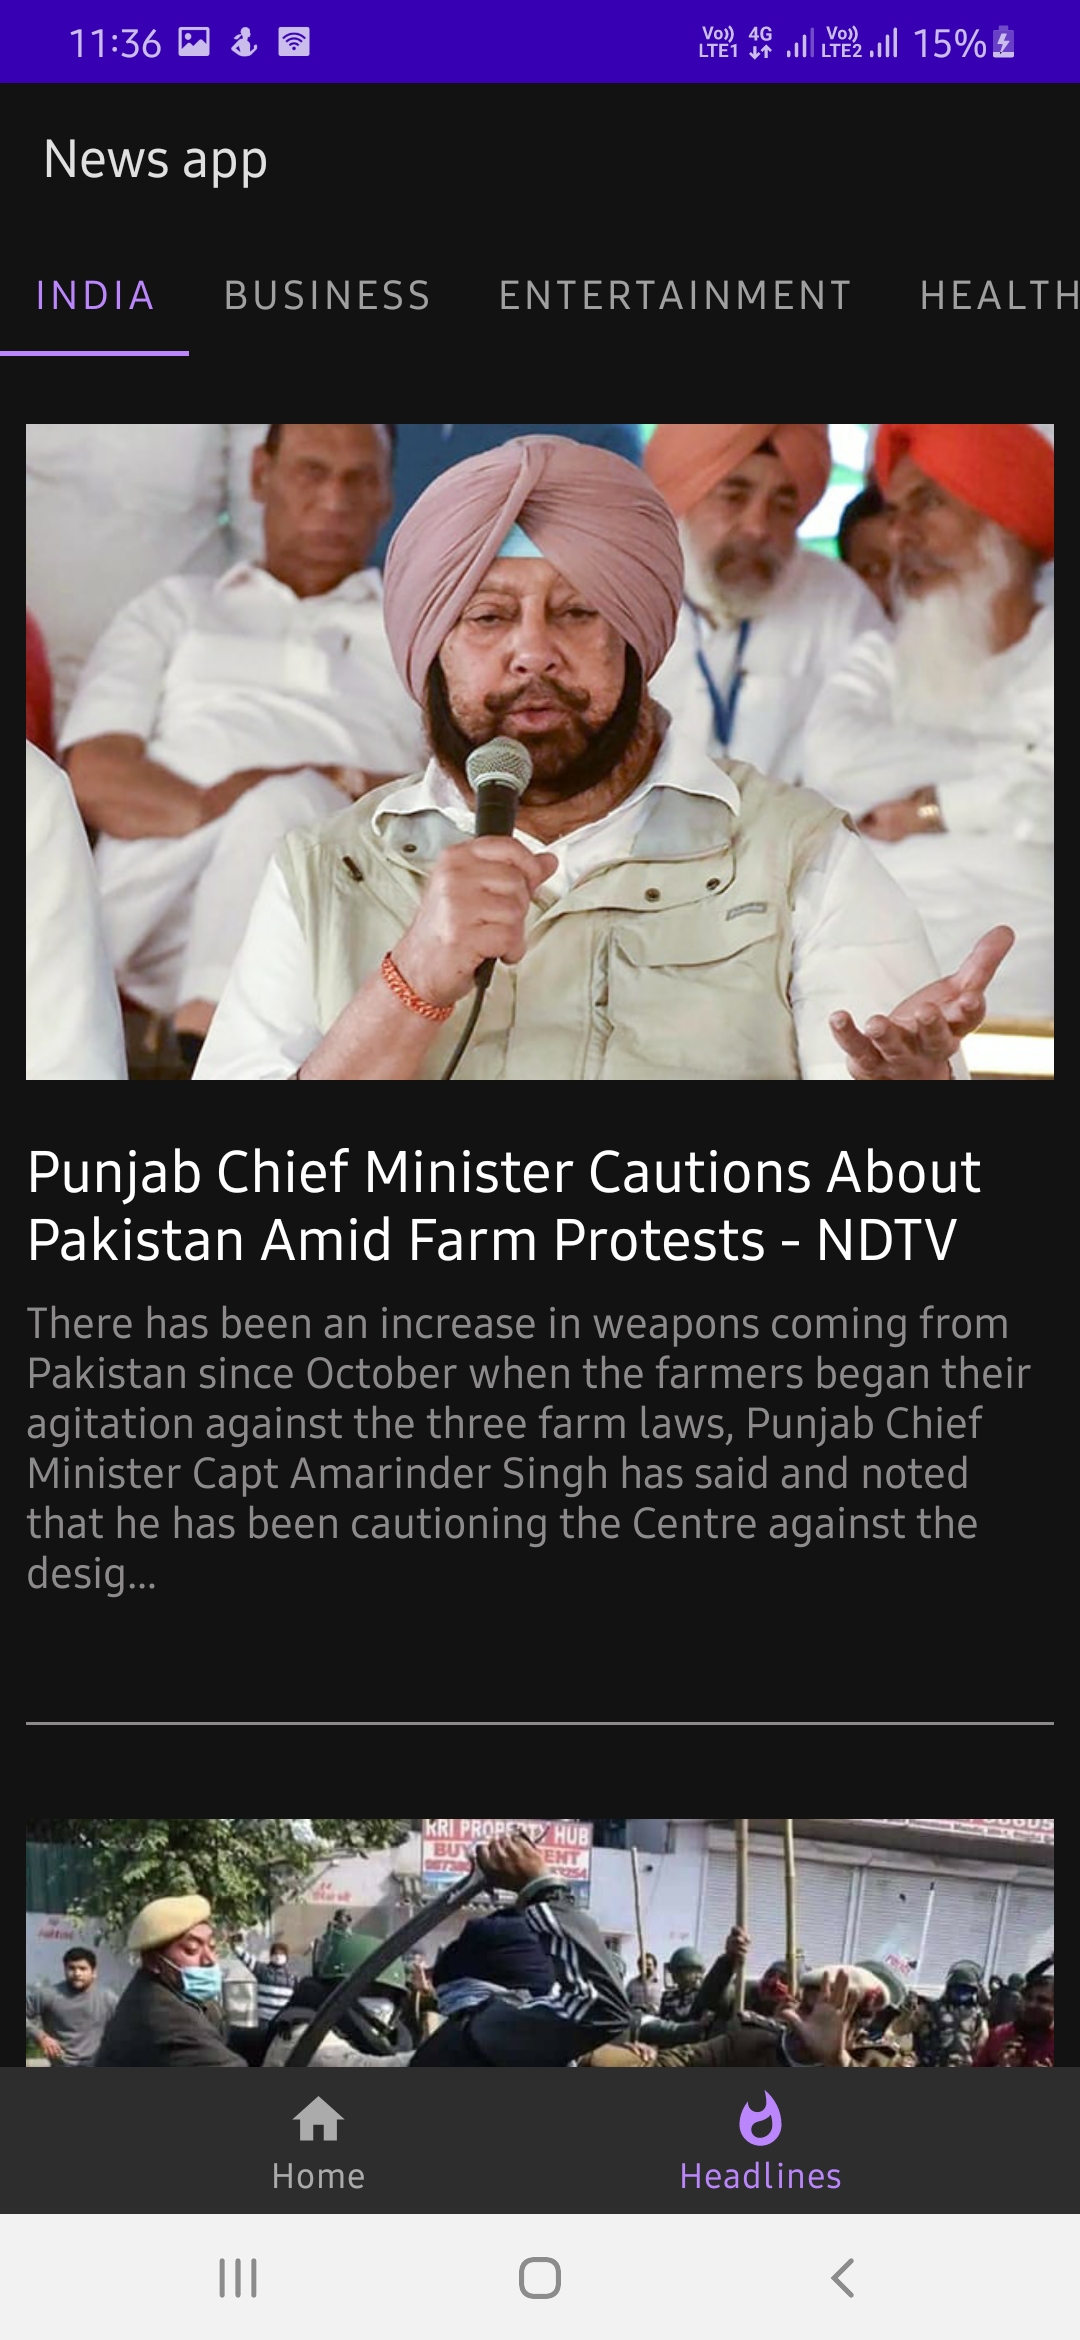 11:36 Vo)) LTE1 4G Vo)) LTE2 15%
News app
INDIA BUSINESS ENTERTAINMENT HEALTH
Punjab Chief Minister Cautions About
Pakistan Amid Farm Protests - NDTV
There has been an increase in weapons coming from
Pakistan since October when the farmers began their
agitation against the three farm laws, Punjab Chief
Minister Capt Amarinder Singh has said and noted
that he has been cautioning the Centre against the
desig...
RRI PROPERTY HUB
Home Headlines